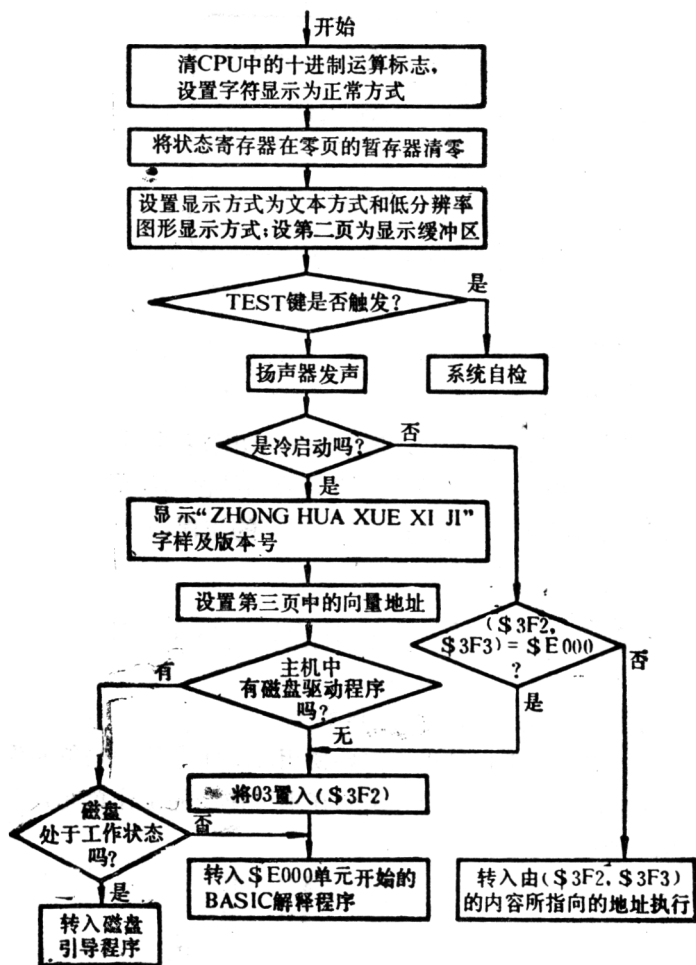 开始
清CPU中的十进制运算标志,
设置字符显示为正常方式
将状态寄存器在零页的暂存器清零
设置显示方式为文本方式和低分辨率
图形显示方式;设第二页为显示缓冲区
TEST键是否触发?
是
扬声器发声
系统自检
是冷启动吗?
否
是
显示“ZHONG HUA XUE XI JI”
字样及版本号
设置第三页中的向量地址
($3F2,
$3F3)=$E000
?
否
是
主机中
有磁盘驱动程序
吗?
有
无
将03置入($3F2)
磁盘
处于工作状态
吗?
否
是
转入$E000单元开始的
BASIC解释程序
转入由($3F2,$3F3)
的内容所指向的地址执行
转入磁盘
引导程序